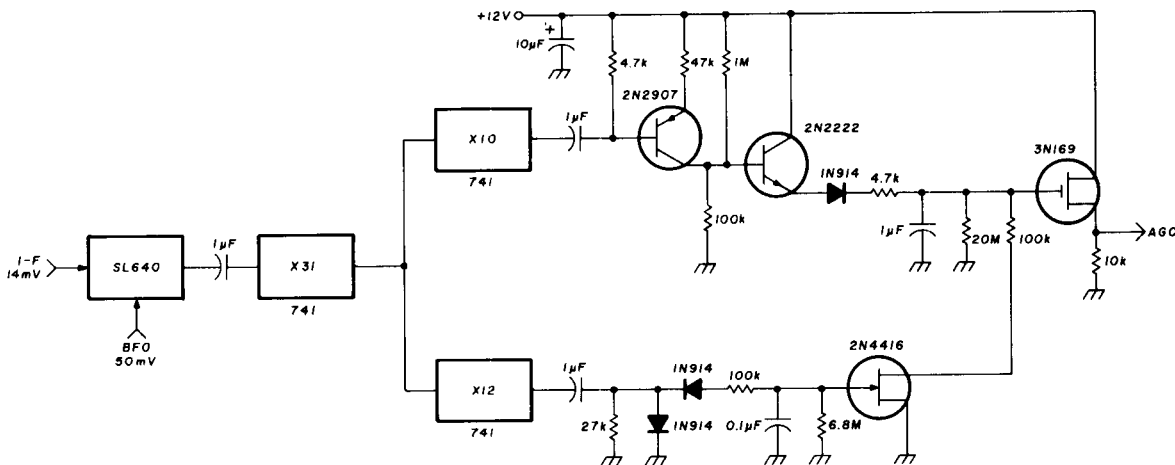 +12V
+
10µF
4.7k
47k
1M
2N2907
2N2222
3N169
1µF
X10
741
1N914
4.7k
100k
1µF
20M
100k
AGC
10k
I-F
14mV
SL640
1µF
X31
741
BFO
50mV
2N4416
1µF
X12
741
1N914
100k
27k
1N914
0.1µF
6.8M